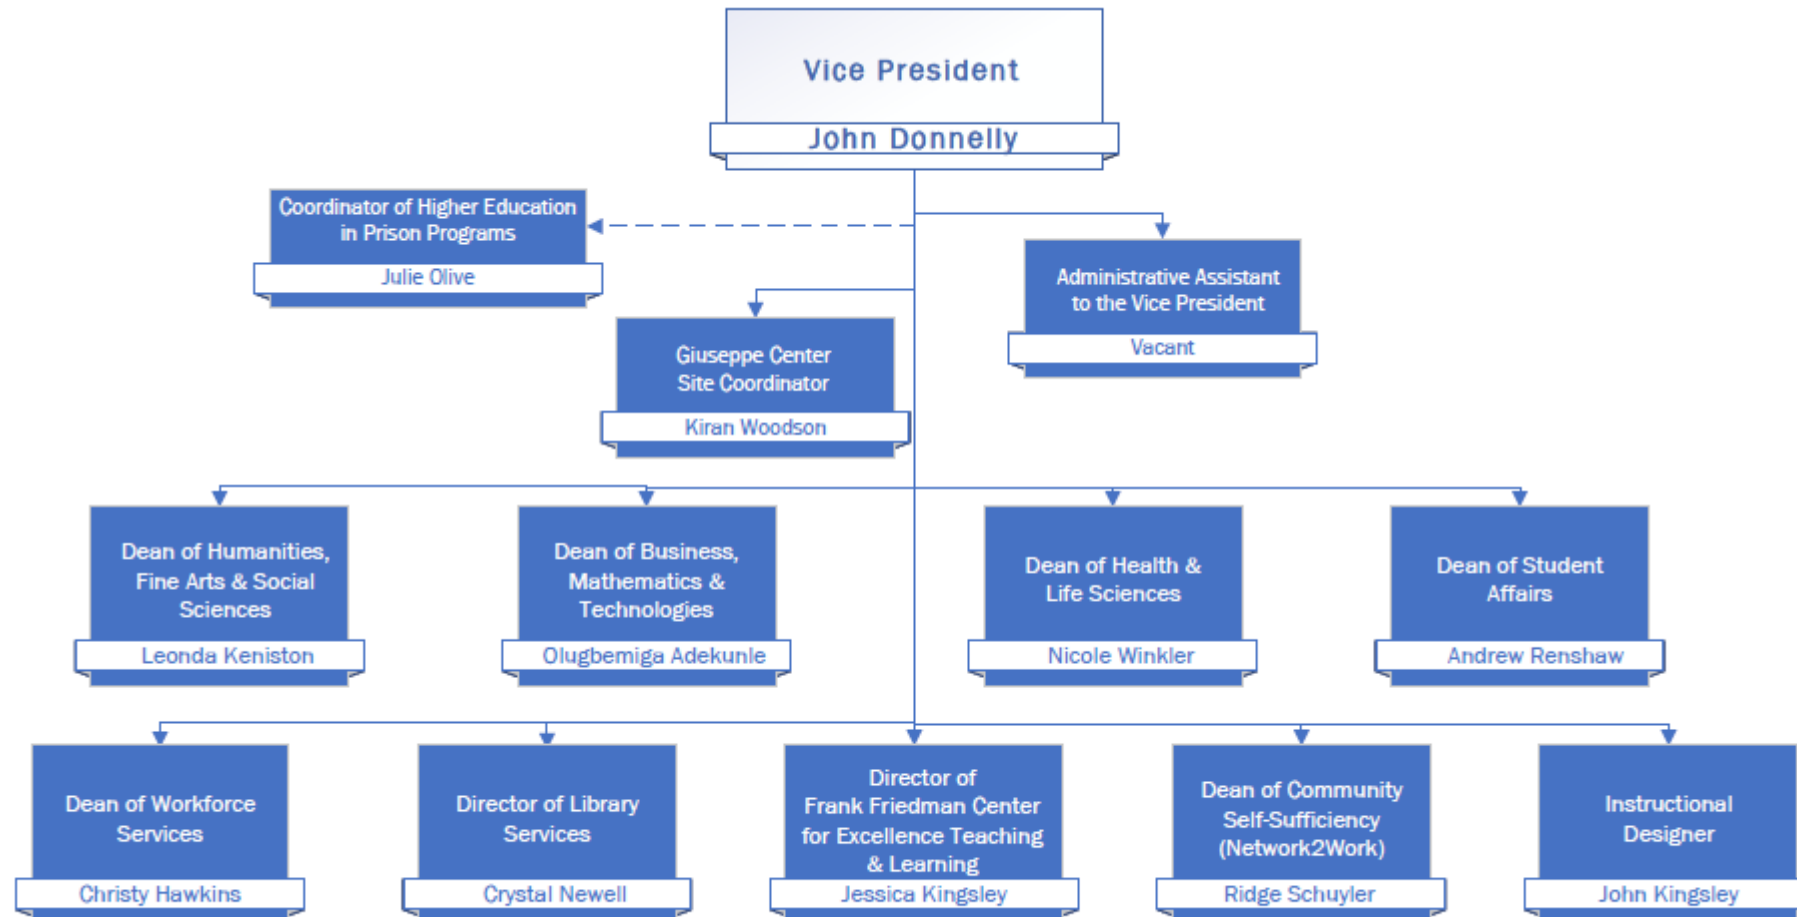 Vice President
John Donnelly
Coordinator of Higher Education
in Prison Programs
Julie Olive
Administrative Assistant
to the Vice President
Vacant
Giuseppe Center
Site Coordinator
Kiran Woodson
Dean of Humanities,
Fine Arts & Social
Sciences
Leonda Keniston
Dean of Business,
Mathematics &
Technologies
Olugbemiga Adekunle
Dean of Health &
Life Sciences
Nicole Winkler
Dean of Student
Affairs
Andrew Renshaw
Dean of Workforce
Services
Christy Hawkins
Director of Library
Services
Crystal Newell
Director of
Frank Friedman Center
for Excellence Teaching
& Learning
Jessica Kingsley
Dean of Community
Self-Sufficiency
(Network2Work)
Ridge Schuyler
Instructional
Designer
John Kingsley